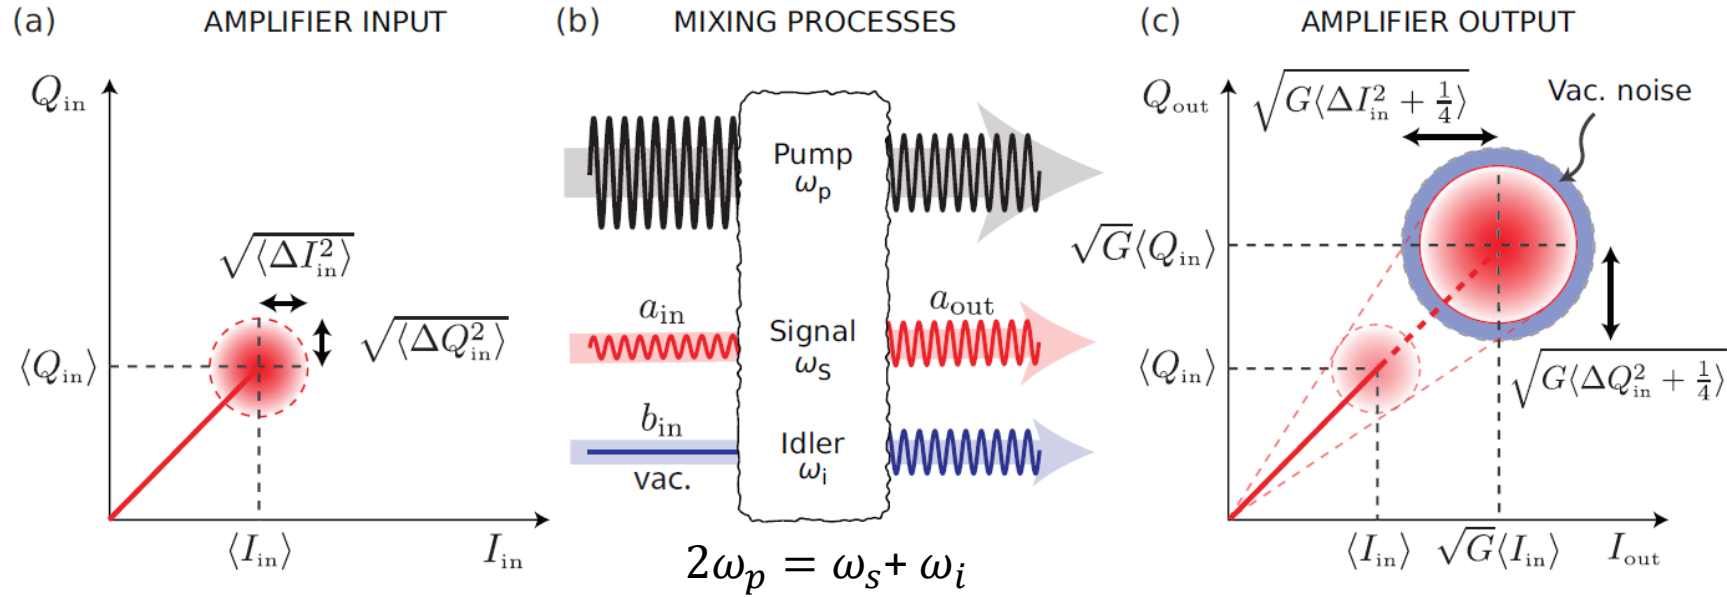 (a) AMPLIFIER INPUT
Q_in
√⟨ΔI²_in⟩
√⟨ΔQ²_in⟩
⟨Q_in⟩
⟨I_in⟩ I_in
(b) MIXING PROCESSES
Pump
ω_p
a_in
Signal
ω_S
a_out
b_in
vac.
Idler
ω_i
2ω_p = ω_s + ω_i
(c) AMPLIFIER OUTPUT
Q_out
√G⟨ΔI²_in + 1/4⟩
Vac. noise
√G⟨Q_in⟩
⟨Q_in⟩
√G⟨ΔQ²_in + 1/4⟩
⟨I_in⟩ √G⟨I_in⟩ I_out